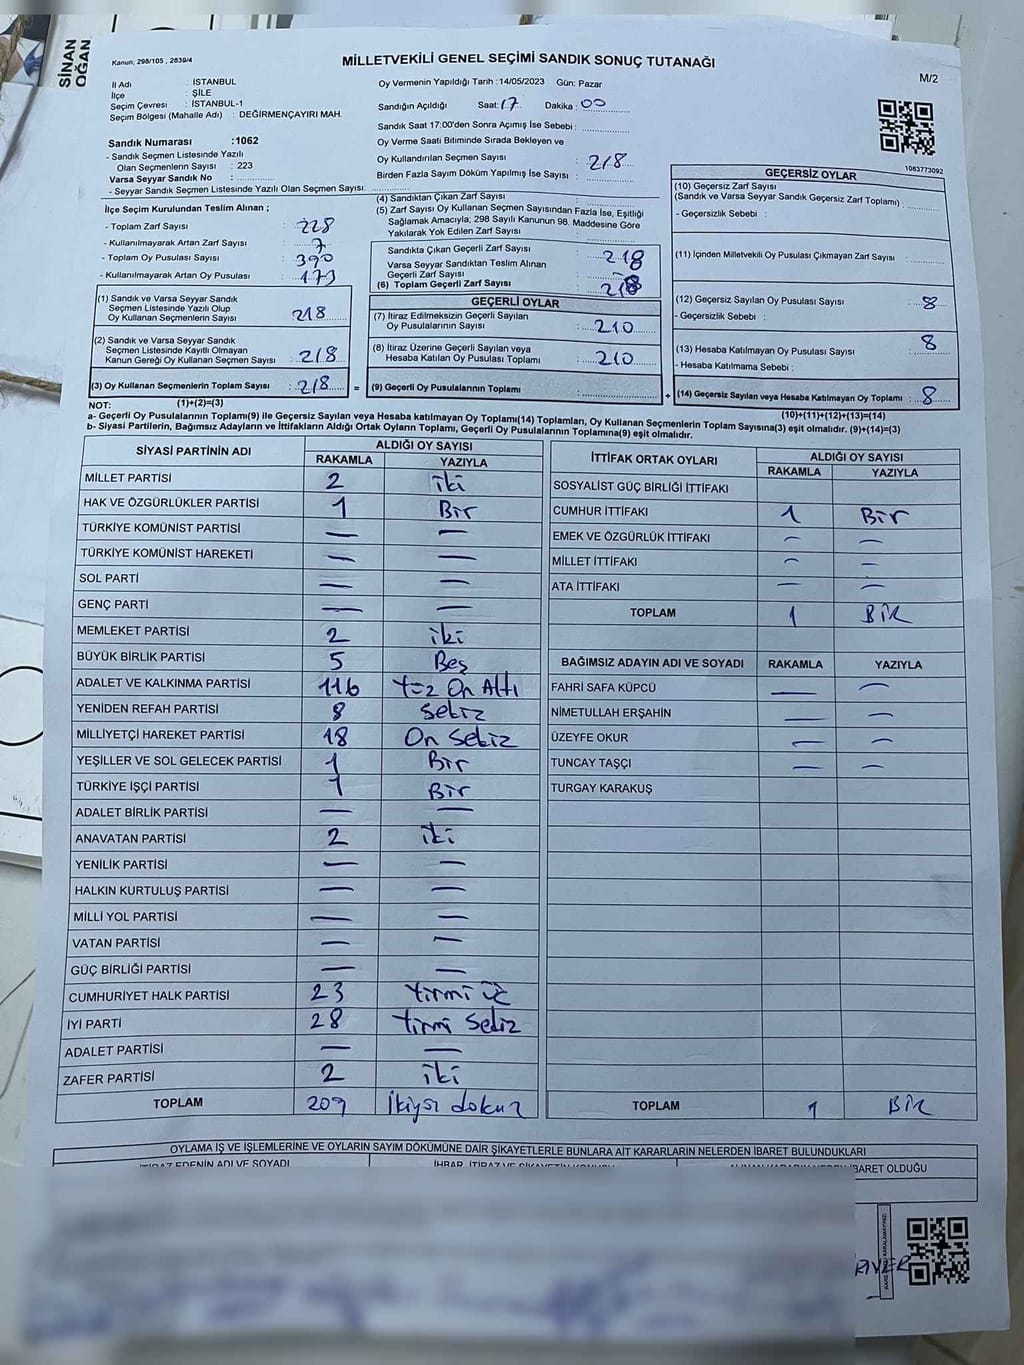 SİNAN
OĞAN
Kanun: 298/105 , 2839/4
MİLLETVEKİLİ GENEL SEÇİMİ SANDIK SONUÇ TUTANAĞI
M/2
İl Adı : İSTANBUL
İlçe : ŞİLE
Seçim Çevresi : İSTANBUL-1
Seçim Bölgesi (Mahalle Adı) : DEĞİRMENÇAYIRI MAH.
Oy Vermenin Yapıldığı Tarih :14/05/2023 Gün: Pazar
Sandığın Açıldığı Saat: 17 Dakika: 00
Sandık Saat 17:00'den Sonra Açımış İse Sebebi :
Oy Verme Saati Bitiminde Sırada Bekleyen ve
Oy Kullandırılan Seçmen Sayısı : 218
Birden Fazla Sayım Döküm Yapılmış İse Sayısı :
1083773092
Sandık Numarası :1062
- Sandık Seçmen Listesinde Yazılı
Olan Seçmenlerin Sayısı : 223
Varsa Seyyar Sandık No :
- Seyyar Sandık Seçmen Listesinde Yazılı Olan Seçmen Sayısı:
İlçe Seçim Kurulundan Teslim Alınan ;
- Toplam Zarf Sayısı : 228
- Kullanılmayarak Artan Zarf Sayısı : 7
- Toplam Oy Pusulası Sayısı : 390
- Kullanılmayarak Artan Oy Pusulası : 173
(1) Sandık ve Varsa Seyyar Sandık
Seçmen Listesinde Yazılı Olup
Oy Kullanan Seçmenlerin Sayısı : 218
(2) Sandık ve Varsa Seyyar Sandık
Seçmen Listesinde Kayıtlı Olmayan
Kanun Gereği Oy Kullanan Seçmen Sayısı : 218
(3) Oy Kullanan Seçmenlerin Toplam Sayısı : 218
(1)+(2)=(3)
(4) Sandıktan Çıkan Zarf Sayısı :
(5) Zarf Sayısı Oy Kullanan Seçmen Sayısından Fazla İse, Eşitliği
Sağlamak Amacıyla; 298 Sayılı Kanunun 98. Maddesine Göre
Yakılarak Yok Edilen Zarf Sayısı :
Sandıkta Çıkan Geçerli Zarf Sayısı : 218
Varsa Seyyar Sandıktan Teslim Alınan
Geçerli Zarf Sayısı :
(6) Toplam Geçerli Zarf Sayısı : 218
GEÇERLİ OYLAR
(7) İtiraz Edilmeksizin Geçerli Sayılan
Oy Pusulalarının Sayısı : 210
(8) İtiraz Üzerine Geçerli Sayılan veya
Hesaba Katılan Oy Pusulası Toplamı : 210
= (9) Geçerli Oy Pusulalarının Toplamı :
GEÇERSİZ OYLAR
(10) Geçersiz Zarf Sayısı
(Sandık ve Varsa Seyyar Sandık Geçersiz Zarf Toplamı) :
- Geçersizlik Sebebi :
(11) İçinden Milletvekili Oy Pusulası Çıkmayan Zarf Sayısı :
(12) Geçersiz Sayılan Oy Pusulası Sayısı : 8
- Geçersizlik Sebebi :
(13) Hesaba Katılmayan Oy Pusulası Sayısı : 8
- Hesaba Katılmama Sebebi :
+ (14) Geçersiz Sayılan veya Hesaba Katılmayan Oy Toplamı : 8
(10)+(11)+(12)+(13)=(14)
NOT:
a- Geçerli Oy Pusulalarının Toplamı(9) ile Geçersiz Sayılan veya Hesaba katılmayan Oy Toplamı(14) Toplamları, Oy Kullanan Seçmenlerin Toplam Sayısına(3) eşit olmalıdır. (9)+(14)=(3)
b- Siyasi Partilerin, Bağımsız Adayların ve İttifakların Aldığı Ortak Oyların Toplamı, Geçerli Oy Pusulalarının Toplamına(9) eşit olmalıdır.
SİYASİ PARTİNİN ADI ALDIĞI OY SAYISI
RAKAMLA YAZIYLA
MİLLET PARTİSİ 2 iki
HAK VE ÖZGÜRLÜKLER PARTİSİ 1 Bir
TÜRKİYE KOMÜNİST PARTİSİ — —
TÜRKİYE KOMÜNİST HAREKETİ — —
SOL PARTİ — —
GENÇ PARTİ — —
MEMLEKET PARTİSİ 2 iki
BÜYÜK BİRLİK PARTİSİ 5 Beş
ADALET VE KALKINMA PARTİSİ 116 Yüz On Altı
YENİDEN REFAH PARTİSİ 8 Sekiz
MİLLİYETÇİ HAREKET PARTİSİ 18 On Sekiz
YEŞİLLER VE SOL GELECEK PARTİSİ 1 Bir
TÜRKİYE İŞÇİ PARTİSİ 1 Bir
ADALET BİRLİK PARTİSİ — —
ANAVATAN PARTİSİ 2 iki
YENİLİK PARTİSİ — —
HALKIN KURTULUŞ PARTİSİ — —
MİLLİ YOL PARTİSİ — —
VATAN PARTİSİ — —
GÜÇ BİRLİĞİ PARTİSİ — —
CUMHURİYET HALK PARTİSİ 23 Yirmi üç
İYİ PARTİ 28 Yirmi Sekiz
ADALET PARTİSİ — —
ZAFER PARTİSİ 2 iki
TOPLAM 209 İkiyüz dokuz
İTTİFAK ORTAK OYLARI ALDIĞI OY SAYISI
RAKAMLA YAZIYLA
SOSYALİST GÜÇ BİRLİĞİ İTTİFAKI
CUMHUR İTTİFAKI 1 Bir
EMEK VE ÖZGÜRLÜK İTTİFAKI — —
MİLLET İTTİFAKI — —
ATA İTTİFAKI — —
TOPLAM 1 BİR
BAĞIMSIZ ADAYIN ADI VE SOYADI RAKAMLA YAZIYLA
FAHRİ SAFA KÜPCÜ — —
NİMETULLAH ERŞAHİN — —
ÜZEYFE OKUR — —
TUNCAY TAŞÇI — —
TURGAY KARAKUŞ
TOPLAM 1 BİR
OYLAMA İŞ VE İŞLEMLERİNE VE OYLARIN SAYIM DÖKÜMÜNE DAİR ŞİKAYETLERLE BUNLARA AİT KARARLARIN NELERDEN İBARET BULUNDUKLARI
İTİRAZ EDENİN ADI VE SOYADI